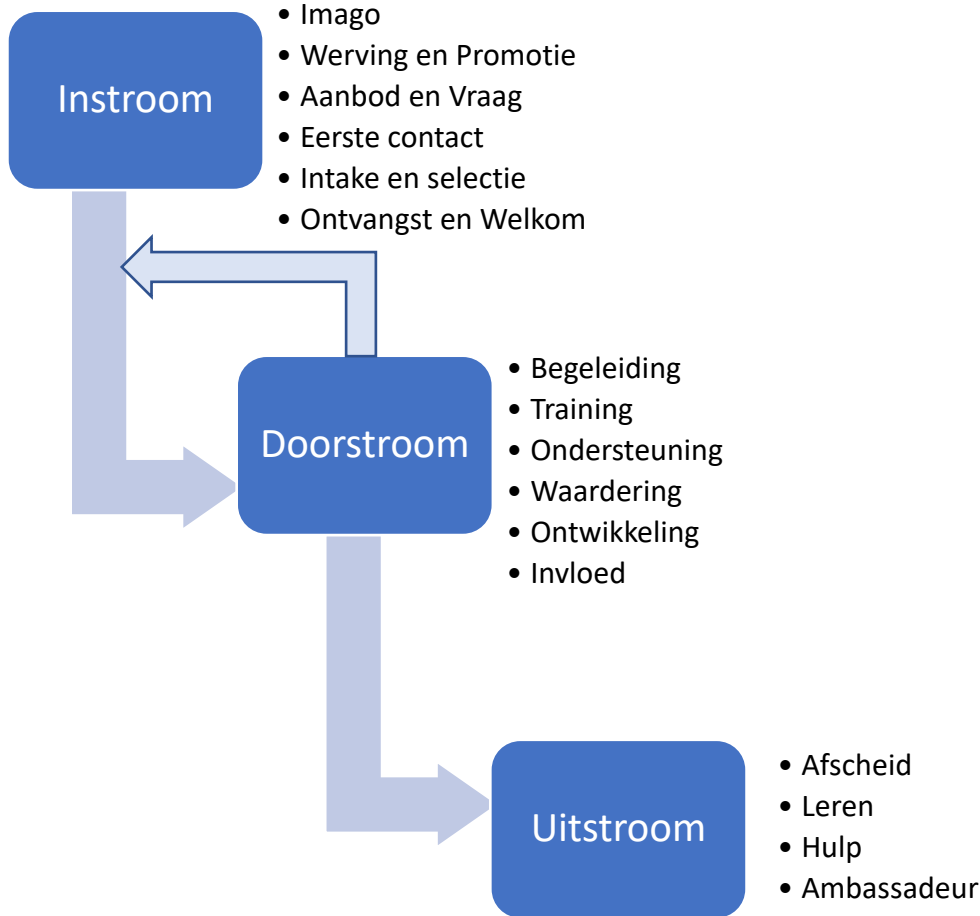 Instroom
• Imago
• Werving en Promotie
• Aanbod en Vraag
• Eerste contact
• Intake en selectie
• Ontvangst en Welkom
Doorstroom
• Begeleiding
• Training
• Ondersteuning
• Waardering
• Ontwikkeling
• Invloed
Uitstroom
• Afscheid
• Leren
• Hulp
• Ambassadeur